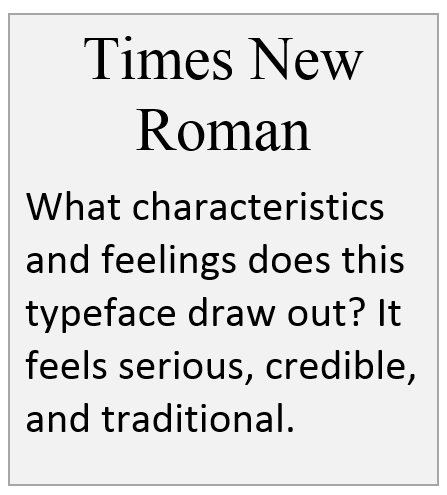 Times New
Roman
What characteristics
and feelings does this
typeface draw out? It
feels serious, credible,
and traditional.